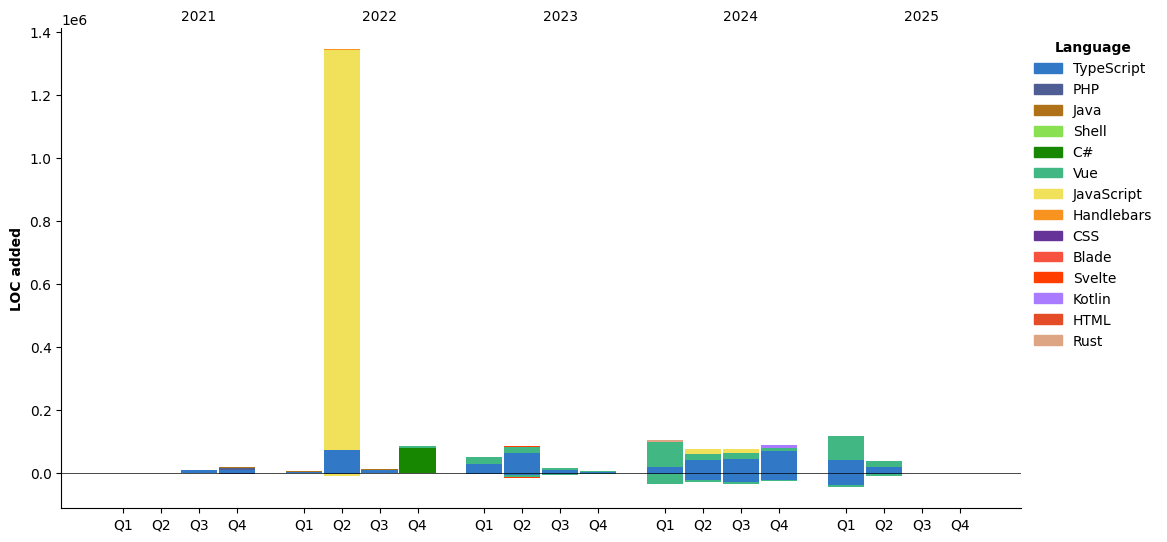 2021 2022 2023 2024 2025
1e6
1.4
1.2
1.0
0.8
0.6
0.4
0.2
0.0
LOC added
Q1 Q2 Q3 Q4 Q1 Q2 Q3 Q4 Q1 Q2 Q3 Q4 Q1 Q2 Q3 Q4 Q1 Q2 Q3 Q4
Language
TypeScript
PHP
Java
Shell
C#
Vue
JavaScript
Handlebars
CSS
Blade
Svelte
Kotlin
HTML
Rust